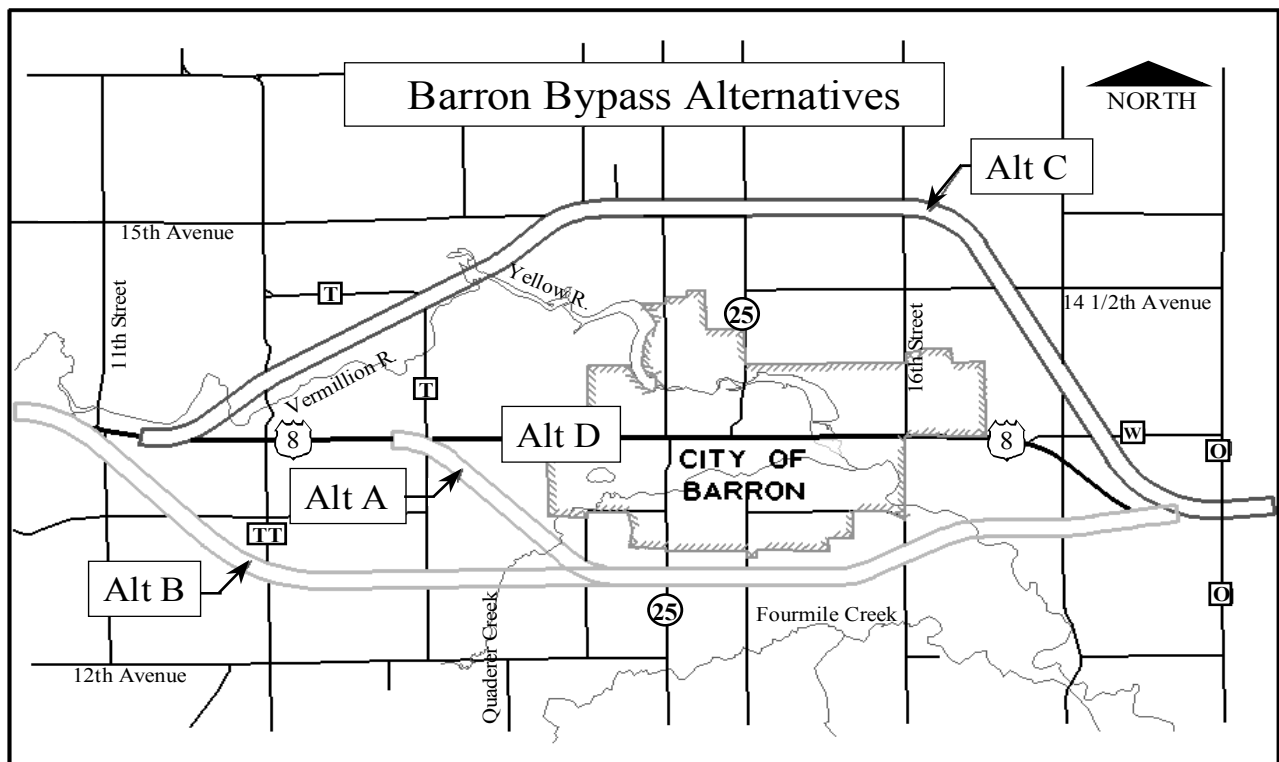 Barron Bypass Alternatives
NORTH
Alt C
15th Avenue
11th Street
T
Yellow R.
25
14 1/2th Avenue
16th Street
Vermillion R.
T
8
Alt D
8
W
O
CITY OF
BARRON
Alt A
TT
Alt B
25
O
Quaderer Creek
Fourmile Creek
12th Avenue